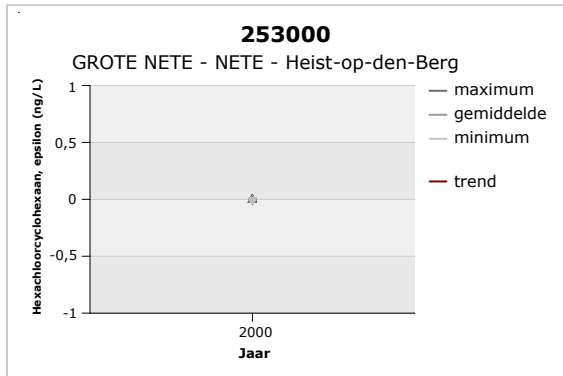 253000
GROTE NETE - NETE - Heist-op-den-Berg
Hexachloorcyclohexaan, epsilon (ng/L)
1
0,5
0
-0,5
-1
2000
Jaar
maximum
gemiddelde
minimum
trend